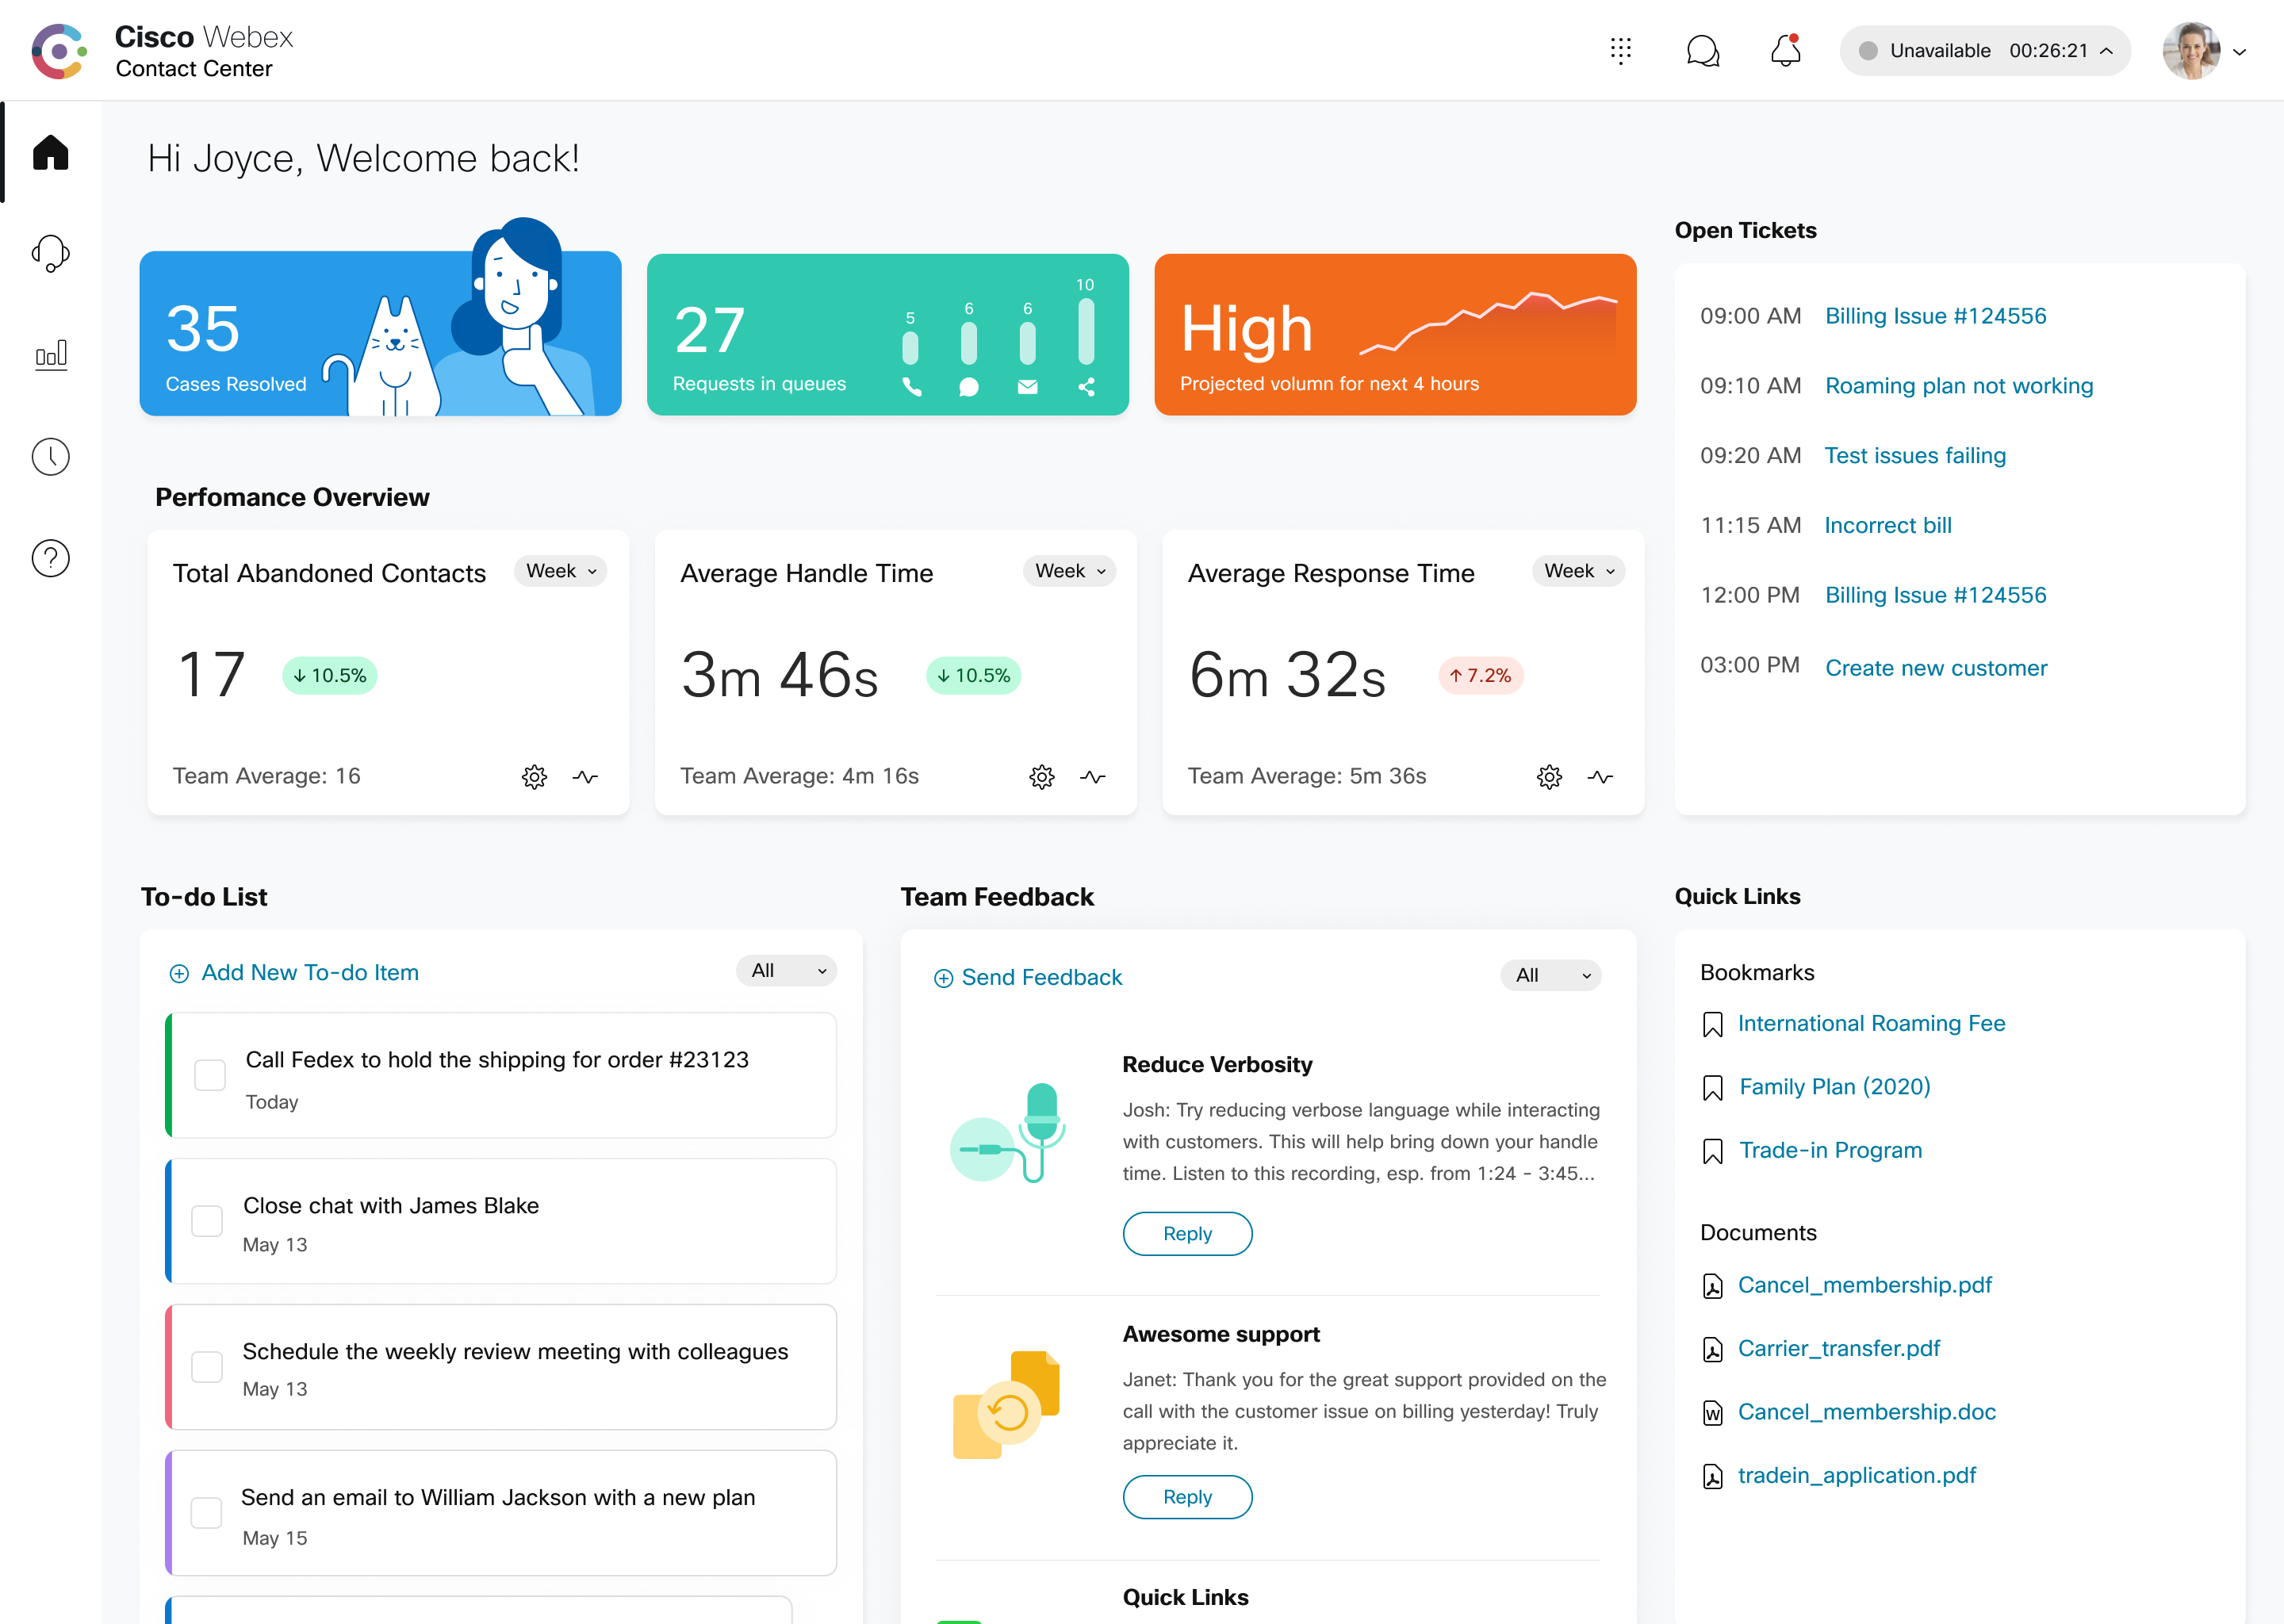 Cisco Webex
Contact Center
Unavailable 00:26:21
Hi Joyce, Welcome back!
35
Cases Resolved
27
Requests in queues
5
6
6
10
High
Projected volumn for next 4 hours
Open Tickets
09:00 AM Billing Issue #124556
09:10 AM Roaming plan not working
09:20 AM Test issues failing
11:15 AM Incorrect bill
12:00 PM Billing Issue #124556
03:00 PM Create new customer
Perfomance Overview
Total Abandoned Contacts
Week
17
10.5%
Team Average: 16
Average Handle Time
Week
3m 46s
10.5%
Team Average: 4m 16s
Average Response Time
Week
6m 32s
7.2%
Team Average: 5m 36s
To-do List
Add New To-do Item
All
Call Fedex to hold the shipping for order #23123
Today
Close chat with James Blake
May 13
Schedule the weekly review meeting with colleagues
May 13
Send an email to William Jackson with a new plan
May 15
Team Feedback
Send Feedback
All
Reduce Verbosity
Josh: Try reducing verbose language while interacting
with customers. This will help bring down your handle
time. Listen to this recording, esp. from 1:24 - 3:45...
Reply
Awesome support
Janet: Thank you for the great support provided on the
call with the customer issue on billing yesterday! Truly
appreciate it.
Reply
Quick Links
Quick Links
Bookmarks
International Roaming Fee
Family Plan (2020)
Trade-in Program
Documents
Cancel_membership.pdf
Carrier_transfer.pdf
W Cancel_membership.doc
tradein_application.pdf